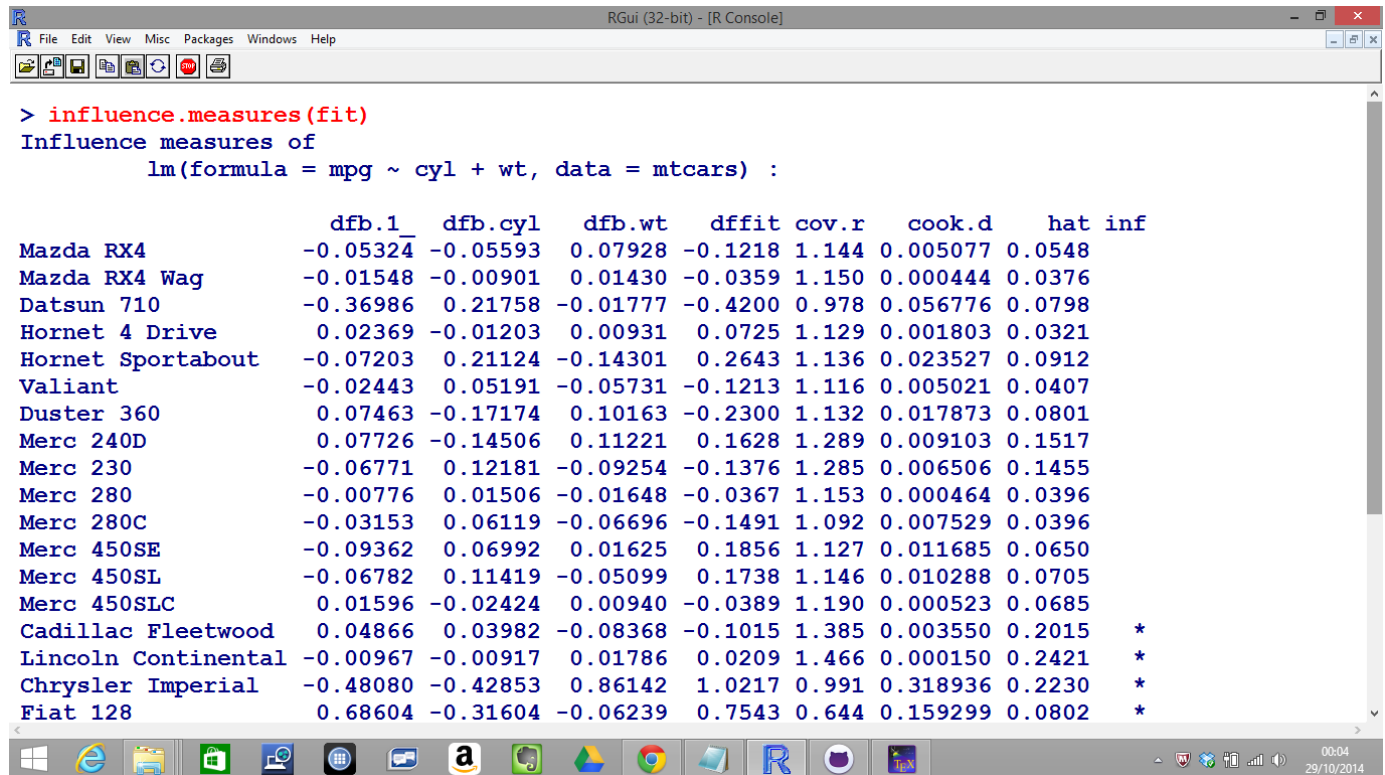 RGui (32-bit) - [R Console]
File Edit View Misc Packages Windows Help
STOP
> influence.measures(fit)
Influence measures of
lm(formula = mpg ~ cyl + wt, data = mtcars) :
dfb.1_ dfb.cyl dfb.wt dffit cov.r cook.d hat inf
Mazda RX4 -0.05324 -0.05593 0.07928 -0.1218 1.144 0.005077 0.0548
Mazda RX4 Wag -0.01548 -0.00901 0.01430 -0.0359 1.150 0.000444 0.0376
Datsun 710 -0.36986 0.21758 -0.01777 -0.4200 0.978 0.056776 0.0798
Hornet 4 Drive 0.02369 -0.01203 0.00931 0.0725 1.129 0.001803 0.0321
Hornet Sportabout -0.07203 0.21124 -0.14301 0.2643 1.136 0.023527 0.0912
Valiant -0.02443 0.05191 -0.05731 -0.1213 1.116 0.005021 0.0407
Duster 360 0.07463 -0.17174 0.10163 -0.2300 1.132 0.017873 0.0801
Merc 240D 0.07726 -0.14506 0.11221 0.1628 1.289 0.009103 0.1517
Merc 230 -0.06771 0.12181 -0.09254 -0.1376 1.285 0.006506 0.1455
Merc 280 -0.00776 0.01506 -0.01648 -0.0367 1.153 0.000464 0.0396
Merc 280C -0.03153 0.06119 -0.06696 -0.1491 1.092 0.007529 0.0396
Merc 450SE -0.09362 0.06992 0.01625 0.1856 1.127 0.011685 0.0650
Merc 450SL -0.06782 0.11419 -0.05099 0.1738 1.146 0.010288 0.0705
Merc 450SLC 0.01596 -0.02424 0.00940 -0.0389 1.190 0.000523 0.0685
Cadillac Fleetwood 0.04866 0.03982 -0.08368 -0.1015 1.385 0.003550 0.2015 *
Lincoln Continental -0.00967 -0.00917 0.01786 0.0209 1.466 0.000150 0.2421 *
Chrysler Imperial -0.48080 -0.42853 0.86142 1.0217 0.991 0.318936 0.2230 *
Fiat 128 0.68604 -0.31604 -0.06239 0.7543 0.644 0.159299 0.0802 *
a R TEX
00:04
29/10/2014